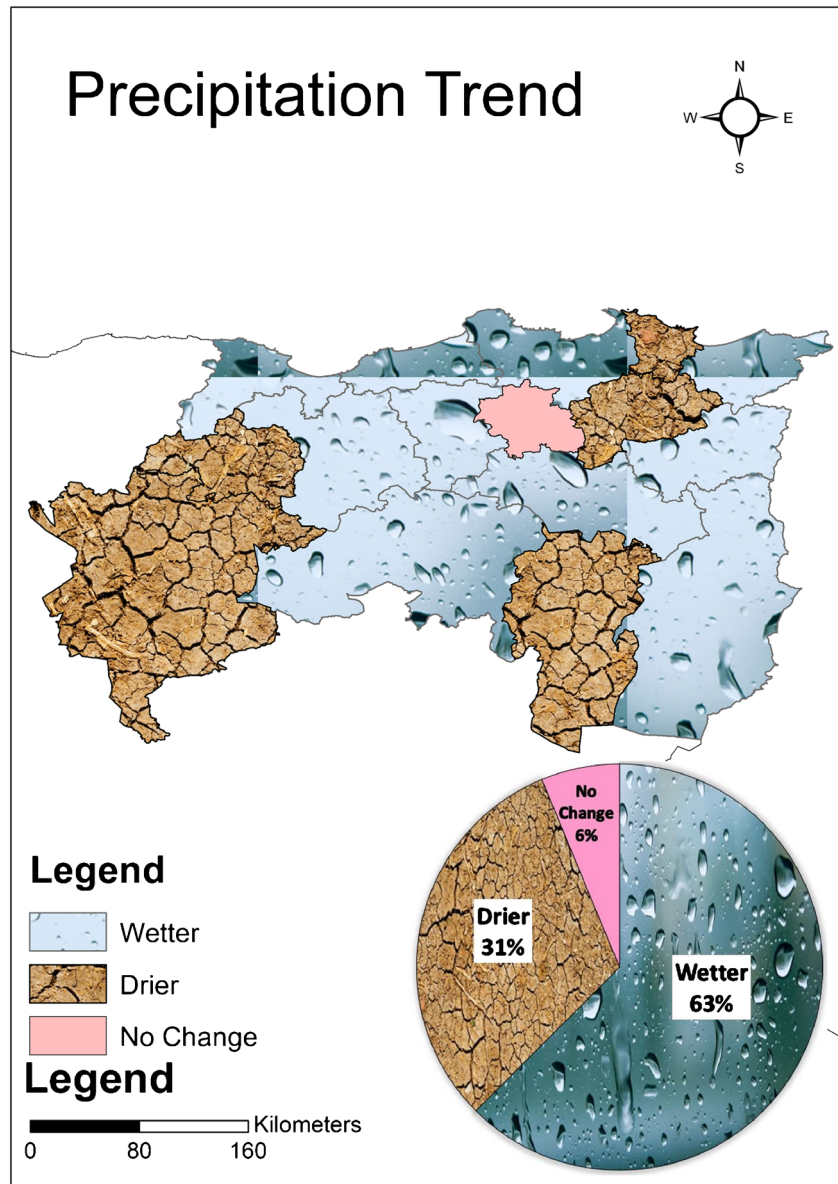 Precipitation Trend
N
W E
S
No
Change
6%
Drier
31%
Wetter
63%
Legend
Wetter
Drier
No Change
Legend
Kilometers
0 80 160